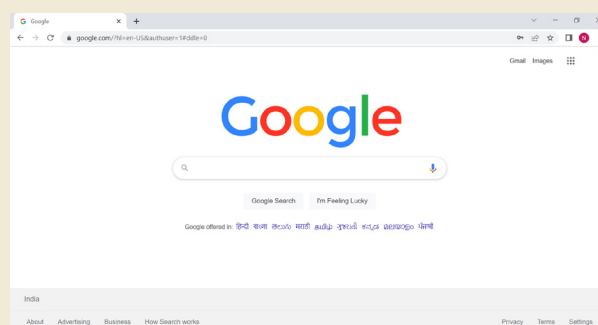 G Google
google.com/?hl=en-US&authuser=1#ddle=0
N
Gmail Images
Google
Google Search I'm Feeling Lucky
Google offered in: हिन्दी বাংলা తెలుగు मराठी தமிழ் ગુજરાતી ಕನ್ನಡ മലയാളം ਪੰਜਾਬੀ
India
About Advertising Business How Search works Privacy Terms Settings